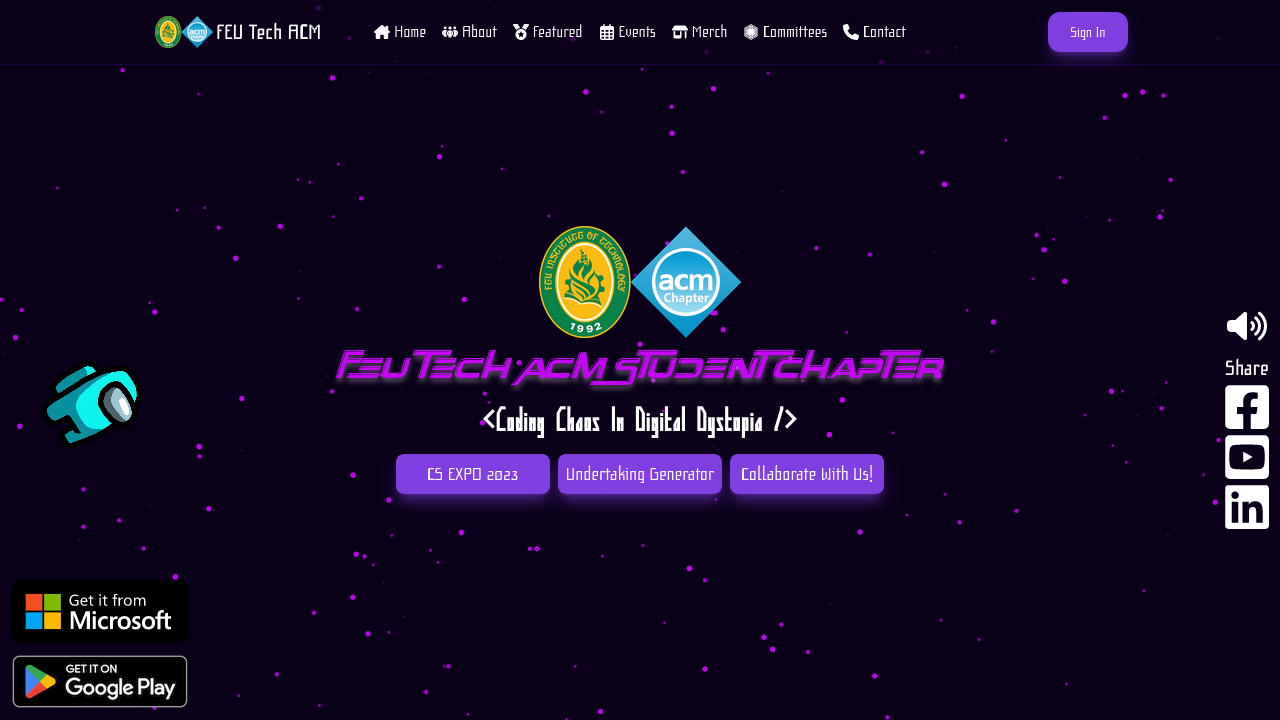 FEU Tech ACM
Home
About
Featured
Events
Merch
Committees
Contact
Sign In
FEU INSTITUTE OF TECHNOLOGY
1992
acm
Chapter
FEU TECH ACM STUDENT CHAPTER
<Coding Chaos In Digital Dystopia />
CS EXPO 2023
Undertaking Generator
Collaborate With Us!
Share
Get it from
Microsoft
GET IT ON
Google Play